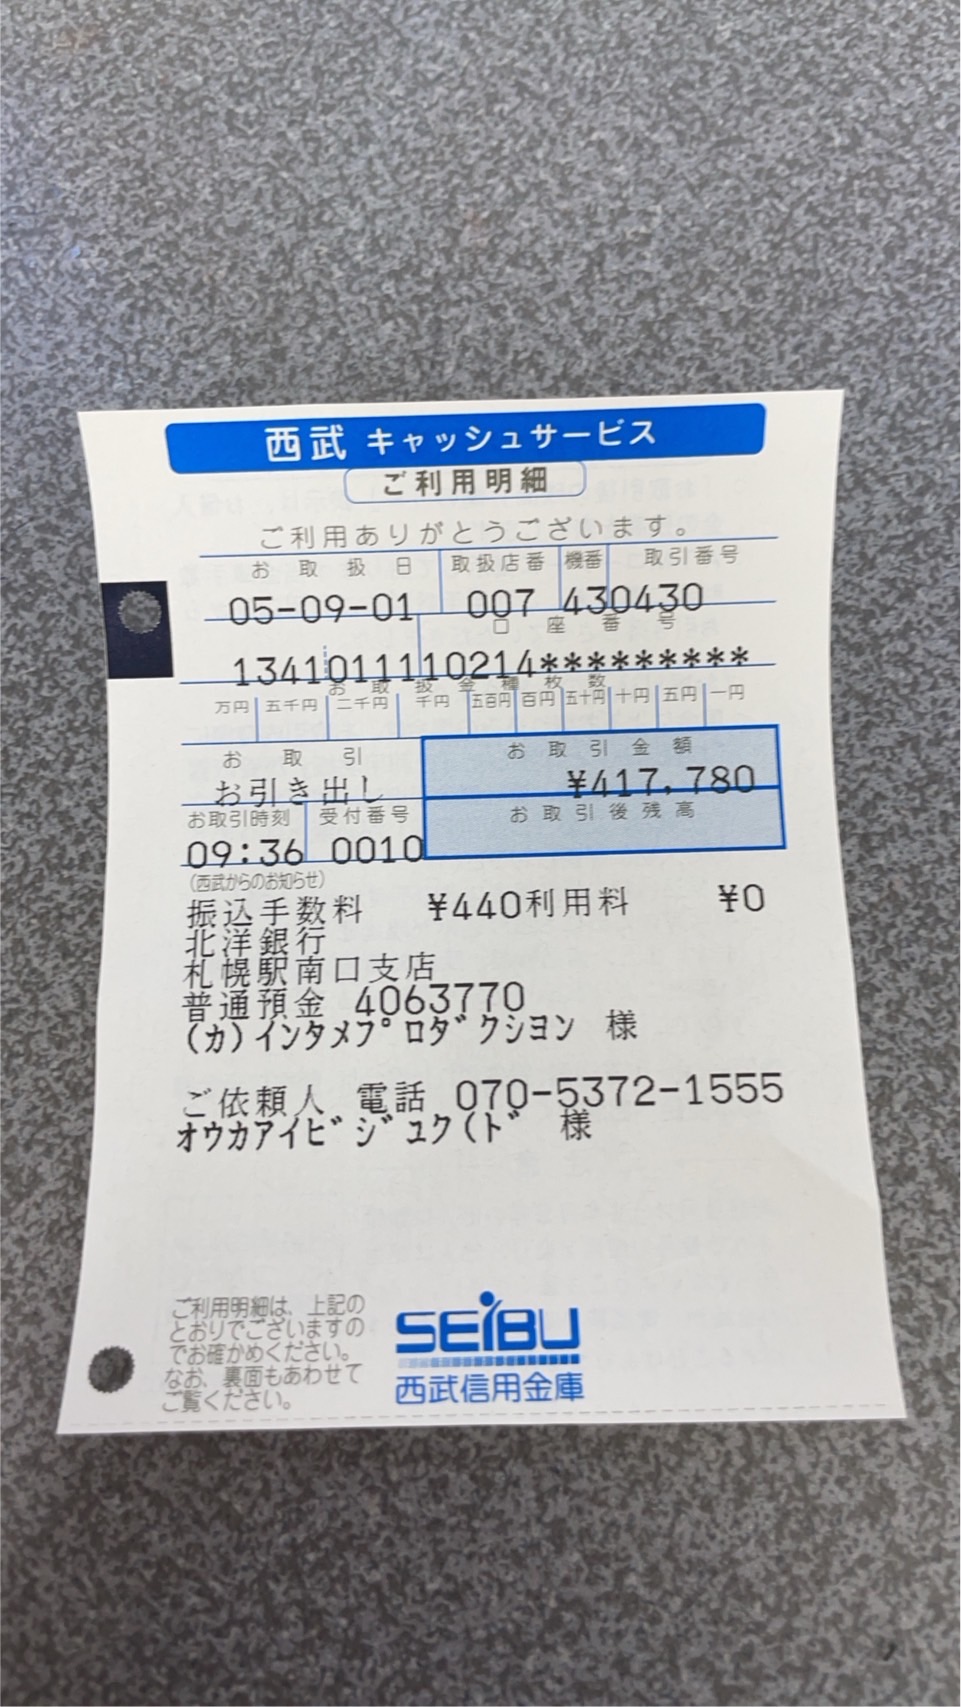 西武 キャッシュサービス
ご利用明細
ご利用ありがとうございます。
お取扱日 取扱店番 機番 取引番号
05-09-01 007 430430
口座番号
1341011110214*********
お取扱金種枚数
万円 五千円 二千円 千円 五百円 百円 五十円 十円 五円 一円
お取引 お取引金額
お引き出し ¥417,780
お取引時刻 受付番号 お取引後残高
09:36 0010
(西武からのお知らせ)
振込手数料 ¥440利用料 ¥0
北洋銀行
札幌駅南口支店
普通預金 4063770
(カ)インタメプロダクシヨン 様
ご依頼人 電話 070-5372-1555
オウカアイビジユク(ド 様
ご利用明細は、上記の
とおりでございますの
でお確かめください。
なお、裏面もあわせて
ご覧ください。
SEIBU
西武信用金庫